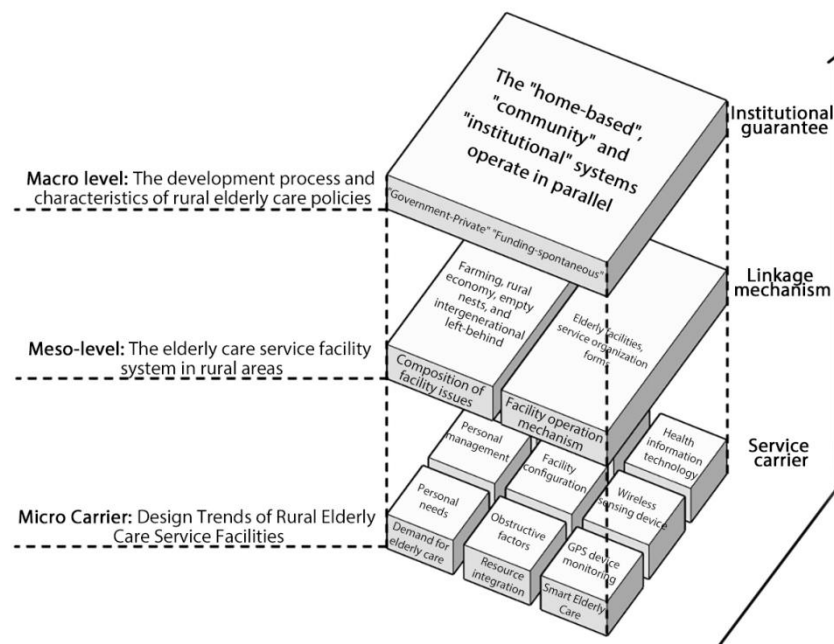 The "home-based",
"community" and
"institutional" systems
operate in parallel
"Government-Private" "Funding-spontaneous"
Institutional
guarantee
Macro level: The development process and
characteristics of rural elderly care policies
Farming, rural
economy, empty
nests, and
intergenerational
left-behind
Composition of
facility issues
Elderly facilities,
service organization
forms
Facility operation
mechanism
Linkage
mechanism
Meso-level: The elderly care service facility
system in rural areas
Personal
management
Facility
configuration
Health
information
technology
Service
carrier
Personal
needs
Demand for
elderly care
Obstructive
factors
Resource
integration
Wireless
sensing device
GPS device
monitoring
Smart Elderly
Care
Micro Carrier: Design Trends of Rural Elderly
Care Service Facilities